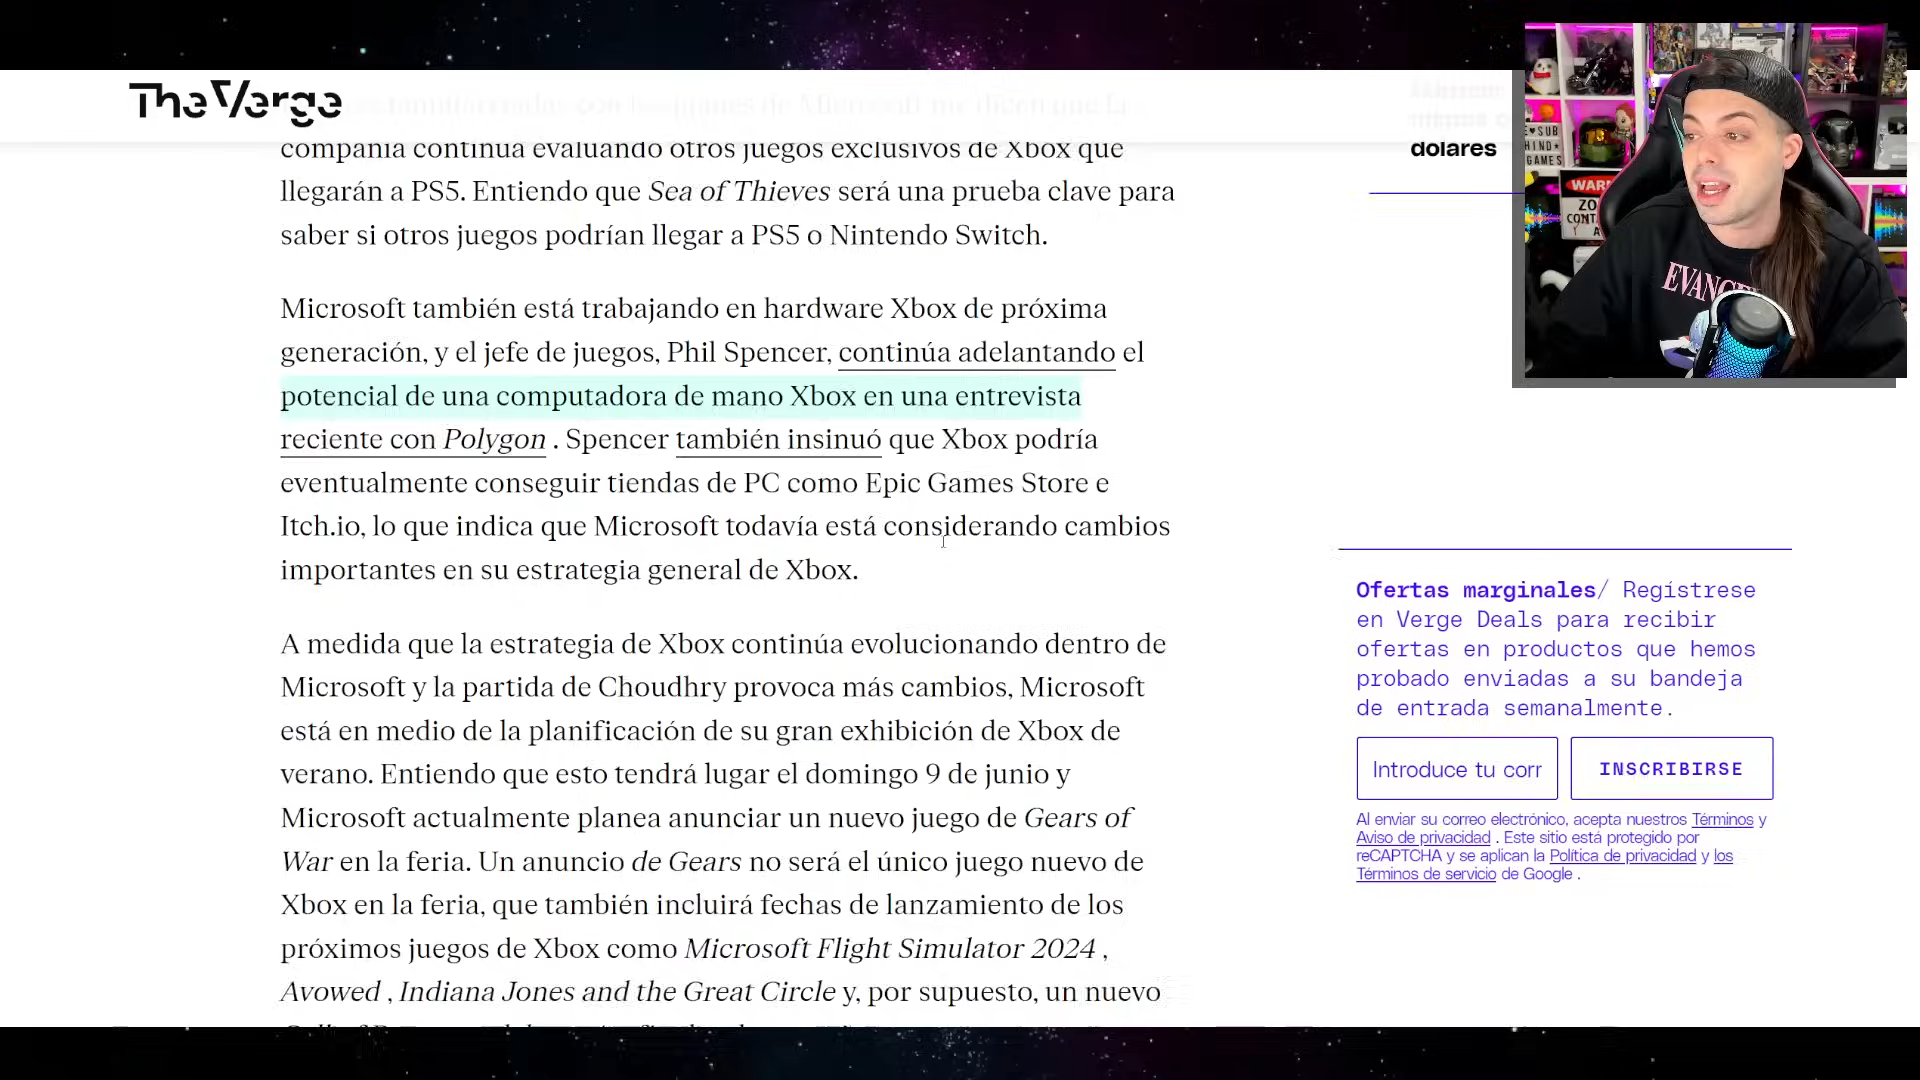 The Verge
compañía continúa evaluando otros juegos exclusivos de Xbox que
llegarán a PS5. Entiendo que Sea of Thieves será una prueba clave para
saber si otros juegos podrían llegar a PS5 o Nintendo Switch.
Microsoft también está trabajando en hardware Xbox de próxima
generación, y el jefe de juegos, Phil Spencer, continúa adelantando el
potencial de una computadora de mano Xbox en una entrevista
reciente con Polygon . Spencer también insinuó que Xbox podría
eventualmente conseguir tiendas de PC como Epic Games Store e
Itch.io, lo que indica que Microsoft todavía está considerando cambios
importantes en su estrategia general de Xbox.
A medida que la estrategia de Xbox continúa evolucionando dentro de
Microsoft y la partida de Choudhry provoca más cambios, Microsoft
está en medio de la planificación de su gran exhibición de Xbox de
verano. Entiendo que esto tendrá lugar el domingo 9 de junio y
Microsoft actualmente planea anunciar un nuevo juego de Gears of
War en la feria. Un anuncio de Gears no será el único juego nuevo de
Xbox en la feria, que también incluirá fechas de lanzamiento de los
próximos juegos de Xbox como Microsoft Flight Simulator 2024 ,
Avowed , Indiana Jones and the Great Circle y, por supuesto, un nuevo
dólares
Ofertas marginales/ Regístrese
en Verge Deals para recibir
ofertas en productos que hemos
probado enviadas a su bandeja
de entrada semanalmente.
Introduce tu corr
INSCRIBIRSE
Al enviar su correo electrónico, acepta nuestros Términos y
Aviso de privacidad . Este sitio está protegido por
reCAPTCHA y se aplican la Política de privacidad y los
Términos de servicio de Google .
SUB
HIND
GAMES
ZO
CONT
EVANGE